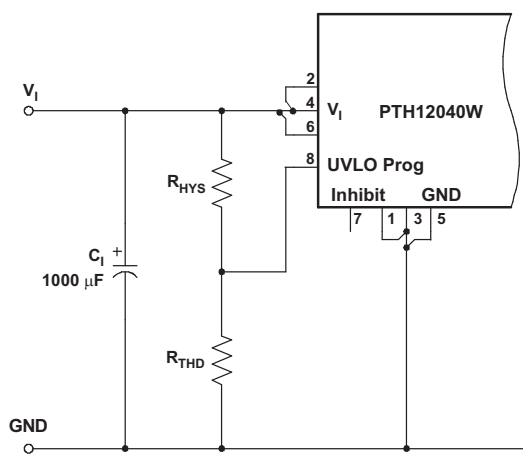 V_I
2
4
6
V_I
PTH12040W
8
UVLO Prog
R_HYS
Inhibit
GND
7
1
3
5
C_I
+
1000 μF
R_THD
GND